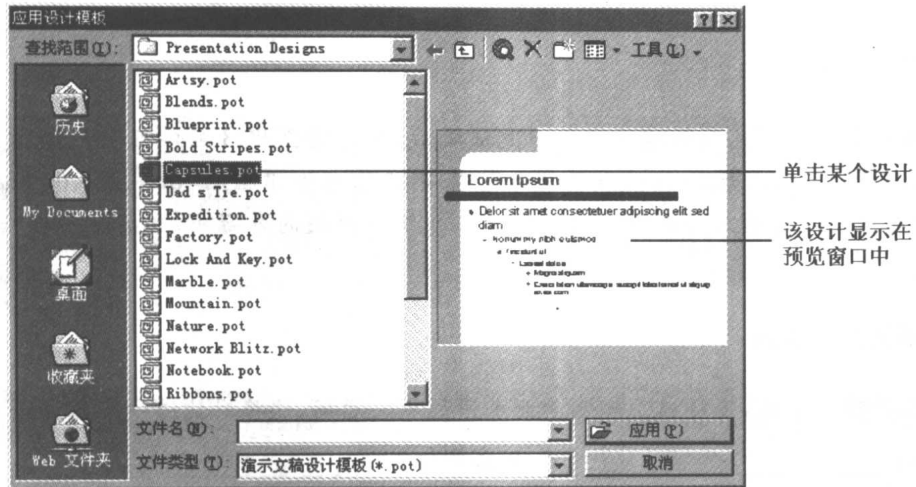 应用设计模板
查找范围(I):
Presentation Designs
工具(L)
历史
My Documents
桌面
收藏夹
Web 文件夹
Artsy.pot
Blends.pot
Blueprint.pot
Bold Stripes.pot
Capsules.pot
Dad's Tie.pot
Expedition.pot
Factory.pot
Lock And Key.pot
Marble.pot
Mountain.pot
Nature.pot
Network Blitz.pot
Notebook.pot
Ribbons.pot
Lorem Ipsum
Delor sit amet consectetuer adipiscing elit sed
diam
单击某个设计
该设计显示在
预览窗口中
文件名(N):
应用(P)
文件类型(T):
演示文稿设计模板(*.pot)
取消